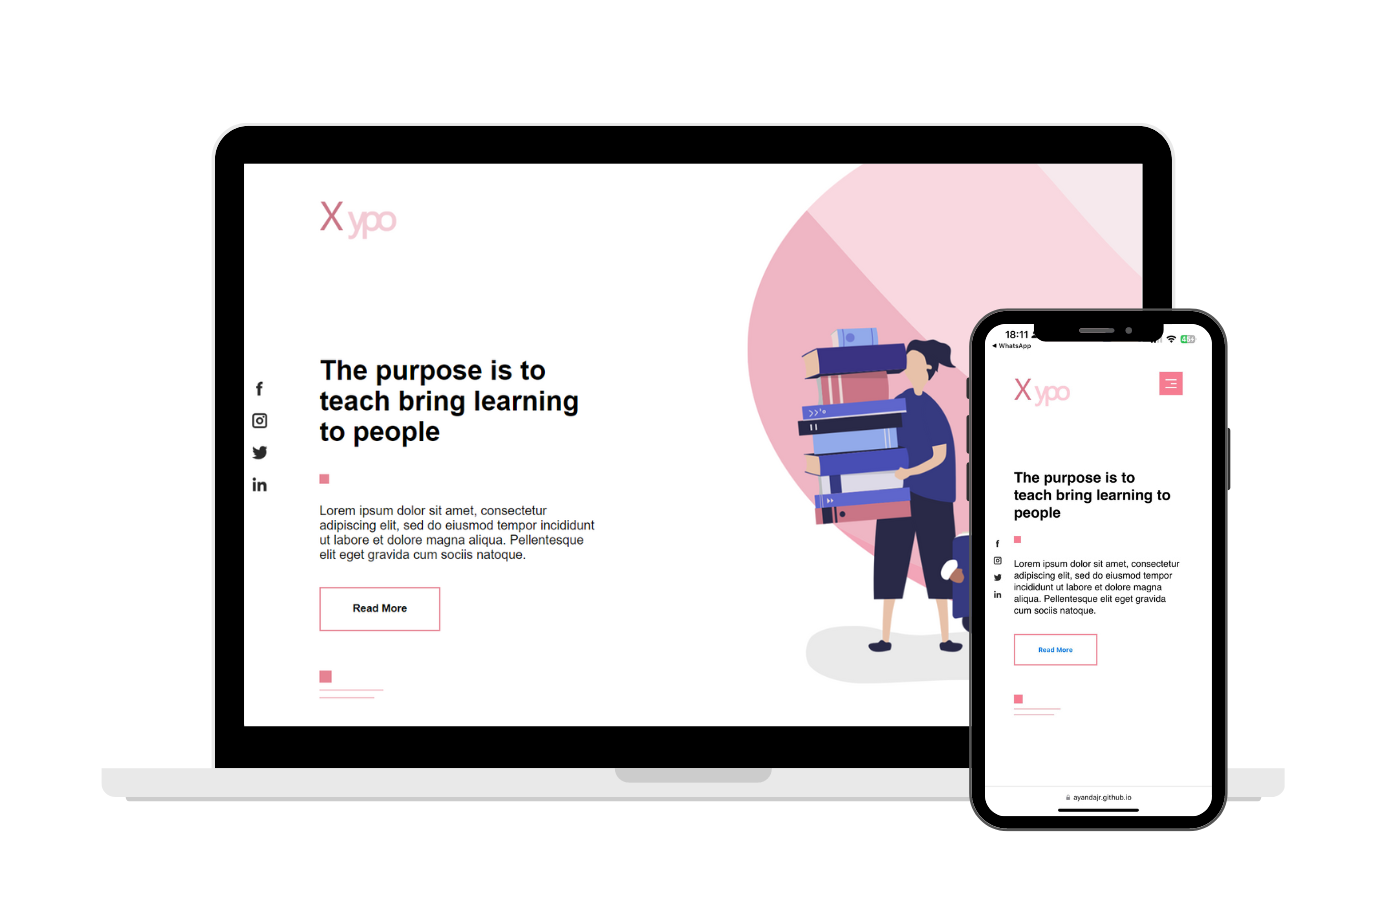 X ypo
The purpose is to
teach bring learning
to people
Lorem ipsum dolor sit amet, consectetur
adipiscing elit, sed do eiusmod tempor incididunt
ut labore et dolore magna aliqua. Pellentesque
elit eget gravida cum sociis natoque.
Read More
18:11
◀ WhatsApp
X ypo
The purpose is to
teach bring learning to
people
Lorem ipsum dolor sit amet, consectetur
adipiscing elit, sed do eiusmod tempor
incididunt ut labore et dolore magna
aliqua. Pellentesque elit eget gravida
cum sociis natoque.
Read More
ayandajr.github.io